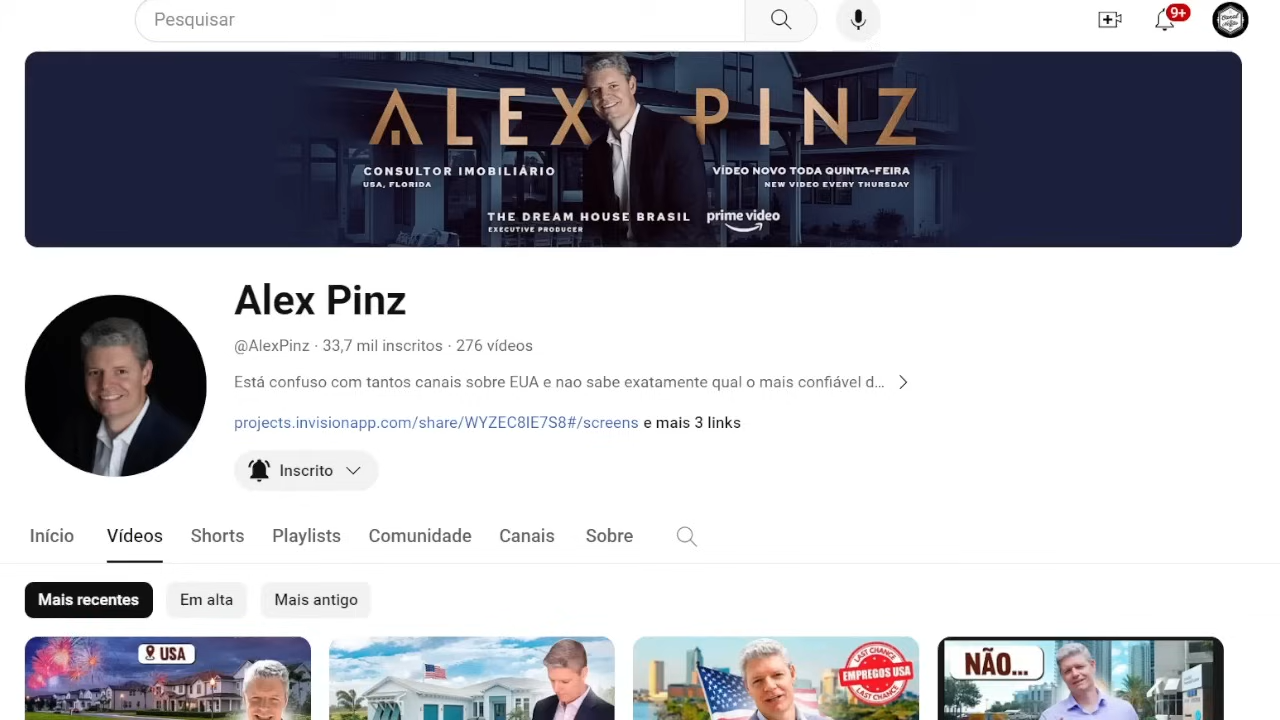 Pesquisar
9+
ALEX PINZ
CONSULTOR IMOBILIÁRIO
USA, FLORIDA
VÍDEO NOVO TODA QUINTA-FEIRA
NEW VIDEO EVERY THURSDAY
THE DREAM HOUSE BRASIL
EXECUTIVE PRODUCER
prime video
Alex Pinz
@AlexPinz · 33,7 mil inscritos · 276 vídeos
Está confuso com tantos canais sobre EUA e nao sabe exatamente qual o mais confiável d...
projects.invisionapp.com/share/WYZEC8IE7S8#/screens e mais 3 links
Inscrito
Início Vídeos Shorts Playlists Comunidade Canais Sobre
Mais recentes Em alta Mais antigo
USA
LAST CHANCE
EMPREGOS USA
LAST CHANCE
NÃO...